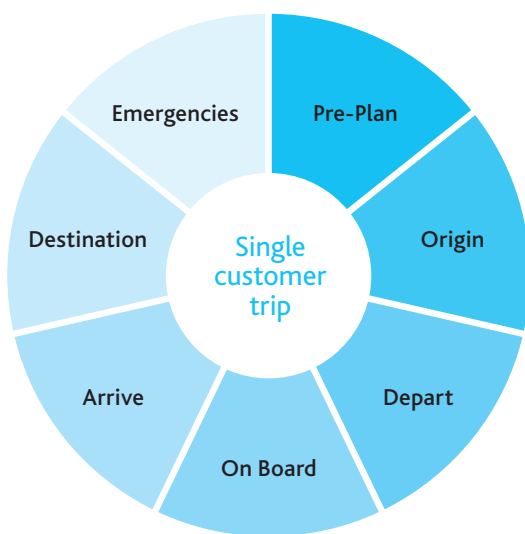 Emergencies
Pre-Plan
Destination
Single
customer
trip
Origin
Arrive
Depart
On Board